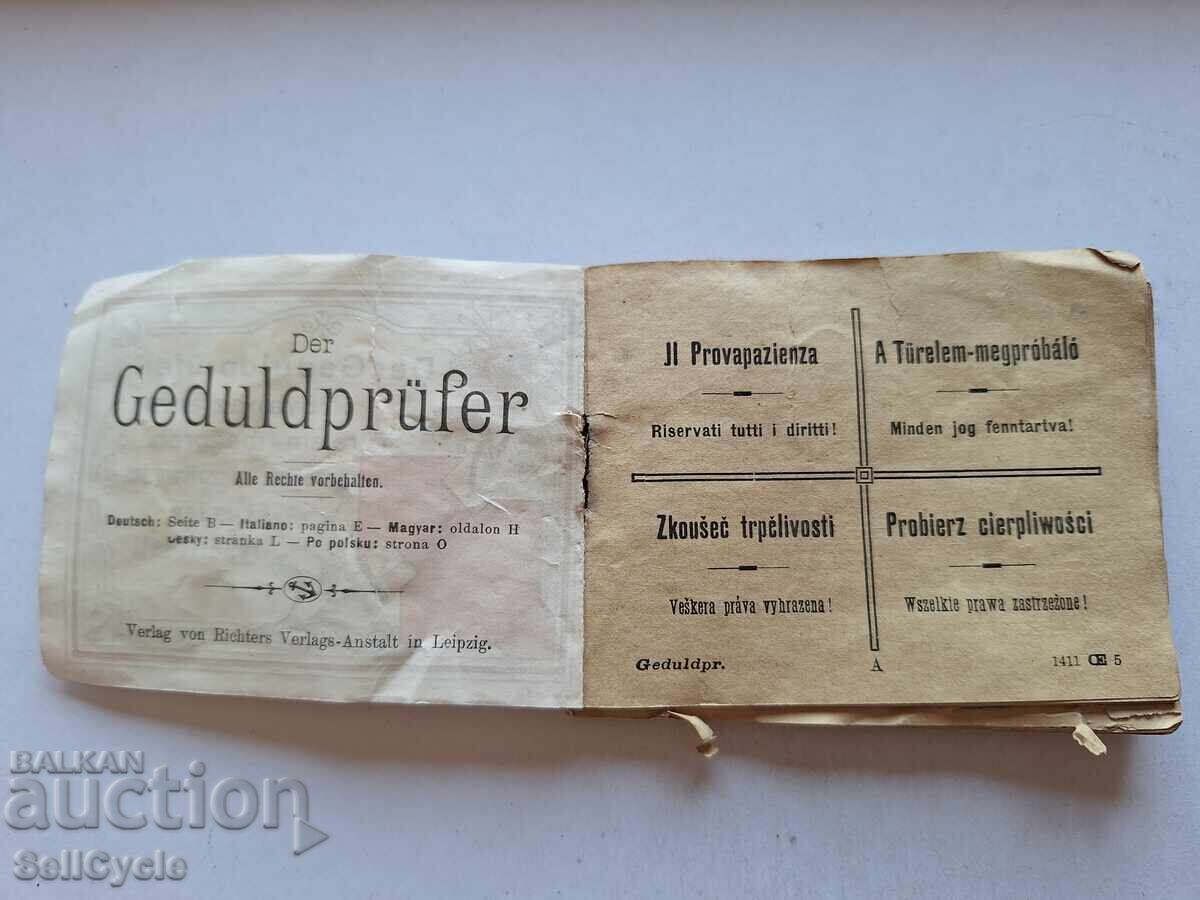 Der
Geduldprüfer
Alle Rechte vorbehalten.
Deutsch: Seite B — Italiano: pagina E — Magyar: oldalon H
Česky: stránka L — Po polsku: strona O
Verlag von Richters Verlags-Anstalt in Leipzig.
JI Provapazienza
Riservati tutti i diritti!
A Türelem-megpróbáló
Minden jog fenntartva!
Zkoušeč trpělivosti
Veškera práva vyhrazena!
Probierz cierpliwości
Wszelkie prawa zastrzeżone!
Geduldpr.
A
1411 Œ 5
BALKAN
auction
SellCycle